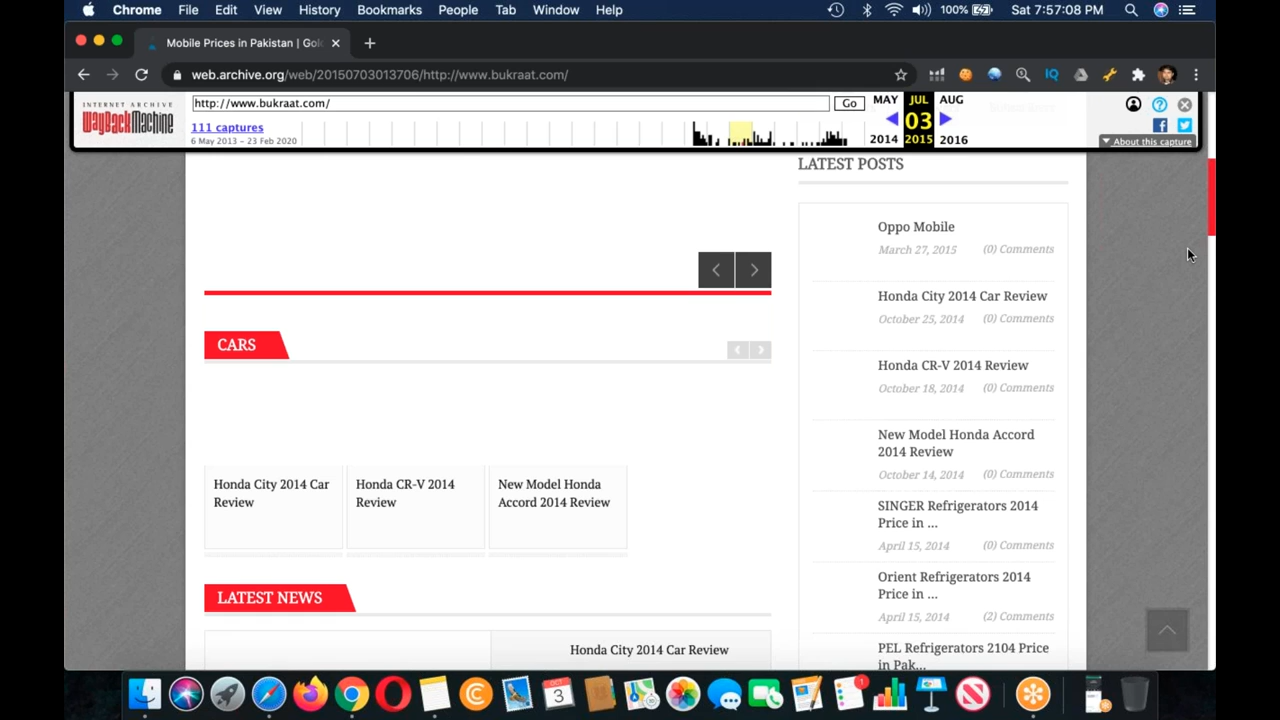 Chrome File Edit View History Bookmarks People Tab Window Help 100% Sat 7:57:08 PM
Mobile Prices in Pakistan | Gol
web.archive.org/web/20150703013706/http://www.bukraat.com/
INTERNET ARCHIVE
WayBackMachine
http://www.bukraat.com/ Go
111 captures
6 May 2013 – 23 Feb 2020
MAY JUL AUG
03
2014 2015 2016
About this capture
LATEST POSTS
Oppo Mobile
March 27, 2015 (0) Comments
Honda City 2014 Car Review
October 25, 2014 (0) Comments
Honda CR-V 2014 Review
October 18, 2014 (0) Comments
New Model Honda Accord
2014 Review
October 14, 2014 (0) Comments
SINGER Refrigerators 2014
Price in ...
April 15, 2014 (0) Comments
Orient Refrigerators 2014
Price in ...
April 15, 2014 (2) Comments
PEL Refrigerators 2104 Price
in Pak...
CARS
Honda City 2014 Car
Review
Honda CR-V 2014
Review
New Model Honda
Accord 2014 Review
LATEST NEWS
Honda City 2014 Car Review
OCT
3
1